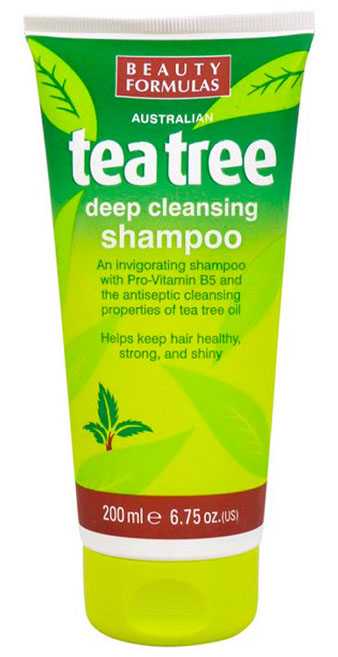 BEAUTY
FORMULAS
AUSTRALIAN
tea tree
deep cleansing
shampoo
An invigorating shampoo
with Pro-Vitamin B5 and
the antiseptic cleansing
properties of tea tree oil
Helps keep hair healthy,
strong, and shiny
200 ml e 6.75 oz.(US)